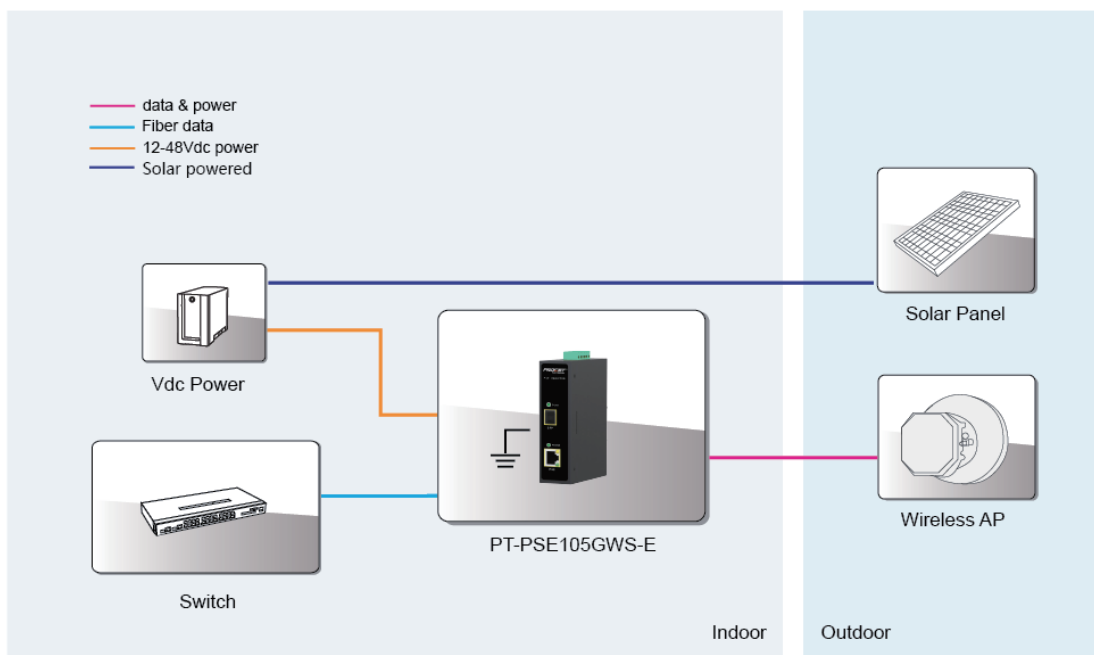 data & power
Fiber data
12-48Vdc power
Solar powered
Solar Panel
Vdc Power
Wireless AP
PT-PSE105GWS-E
Switch
Indoor
Outdoor